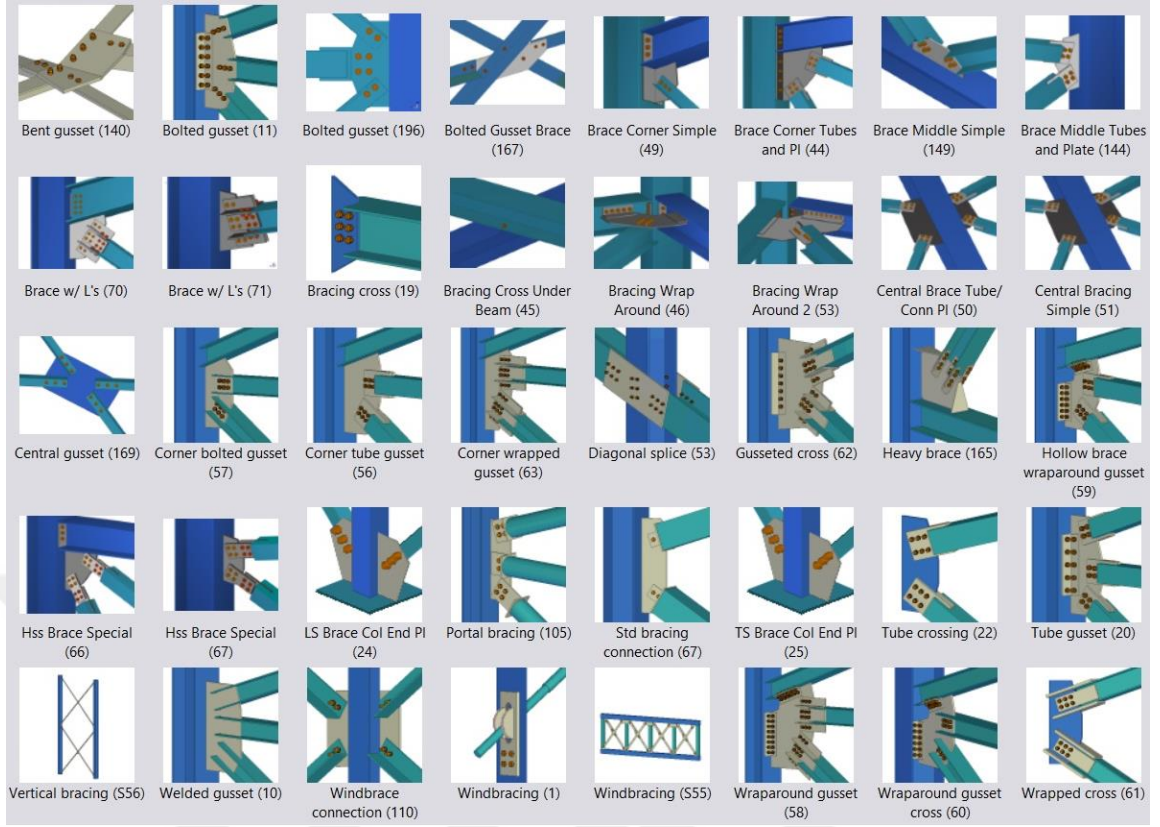 Bent gusset (140)
Bolted gusset (11)
Bolted gusset (196)
Bolted Gusset Brace
(167)
Brace Corner Simple
(49)
Brace Corner Tubes
and Pl (44)
Brace Middle Simple
(149)
Brace Middle Tubes
and Plate (144)
Brace w/ L's (70)
Brace w/ L's (71)
Bracing cross (19)
Bracing Cross Under
Beam (45)
Bracing Wrap
Around (46)
Bracing Wrap
Around 2 (53)
Central Brace Tube/
Conn Pl (50)
Central Bracing
Simple (51)
Central gusset (169)
Corner bolted gusset
(57)
Corner tube gusset
(56)
Corner wrapped
gusset (63)
Diagonal splice (53)
Gusseted cross (62)
Heavy brace (165)
Hollow brace
wraparound gusset
(59)
Hss Brace Special
(66)
Hss Brace Special
(67)
LS Brace Col End Pl
(24)
Portal bracing (105)
Std bracing
connection (67)
TS Brace Col End Pl
(25)
Tube crossing (22)
Tube gusset (20)
Vertical bracing (S56)
Welded gusset (10)
Windbrace
connection (110)
Windbracing (1)
Windbracing (S55)
Wraparound gusset
(58)
Wraparound gusset
cross (60)
Wrapped cross (61)